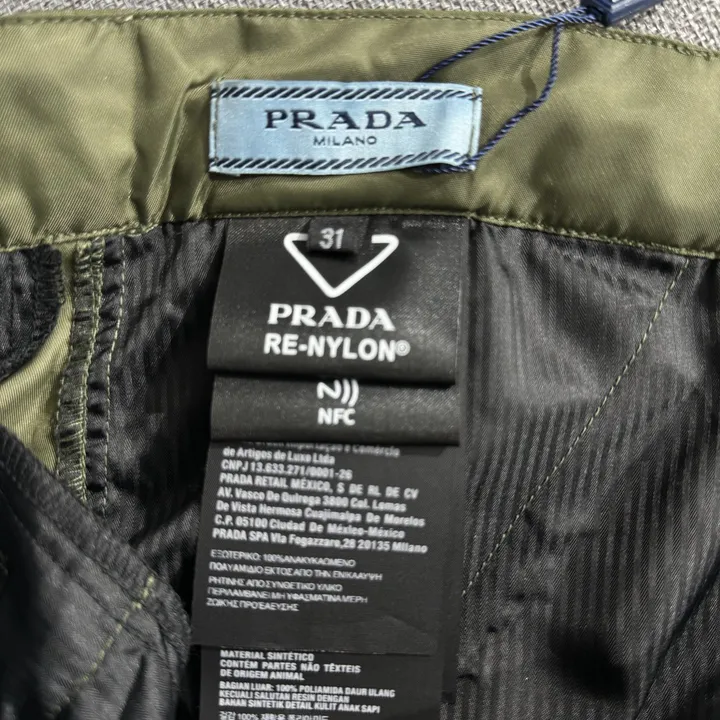 PRADA
MILANO
31
PRADA
RE-NYLON®
NFC
de Artigos de Luxo Ltda
CNPJ 13.633.271/0001-26
PRADA RETAIL MÉXICO, S DE RL DE CV
AV. Vasco De Quiroga 3800 Col. Lomas
De Vista Hermosa Cuajimalpa De Morelos
C.P. 05100 Ciudad De México-México
PRADA SPA Via Fogazzaro,28 20135 Milano
ΕΞΩΤΕΡΙΚΟ: 100%ΑΝΑΚΥΚΛΩΜΕΝΟ
ΠΟΛΥΑΜΙΔΙΟ ΕΚΤΟΣ ΑΠΟ ΤΗΝ ΕΠΙΚΑΛΥΨΗ
ΡΗΤΙΝΗΣ ΑΠΟ ΣΥΝΘΕΤΙΚΟ ΥΛΙΚΟ
ΠΕΡΙΛΑΜΒΑΝΕΙ ΜΗ ΥΦΑΣΜΑΤΙΝΑ ΜΕΡΗ
ΖΩΙΚΗΣ ΠΡΟΕΛΕΥΣΗΣ
MATERIAL SINTÉTICO
CONTÉM PARTES NÃO TÊXTEIS
DE ORIGEM ANIMAL
BAGIAN LUAR: 100% POLIAMIDA DAUR ULANG
KECUALI SALUTAN RESIN DENGAN
BAHAN SINTETIK DETAIL KULIT ANAK SAPI